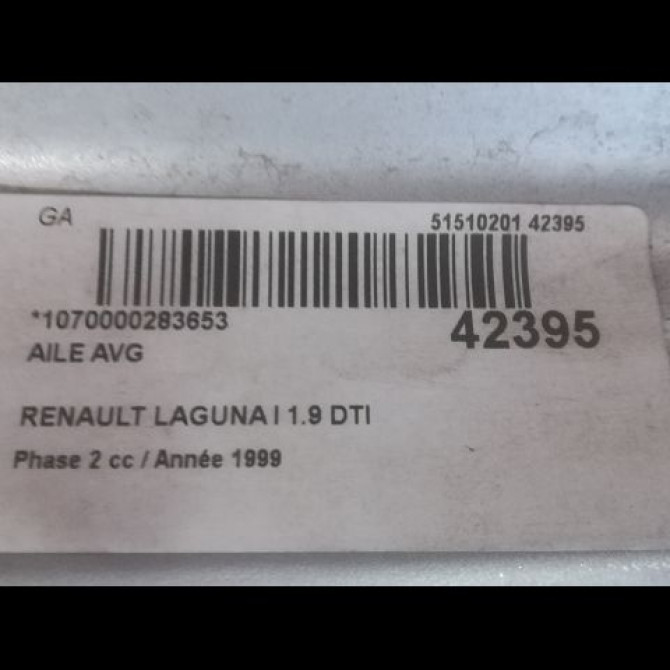 GA
51510201 42395
*1070000283653
42395
AILE AVG
RENAULT LAGUNA I 1.9 DTI
Phase 2 cc / Année 1999